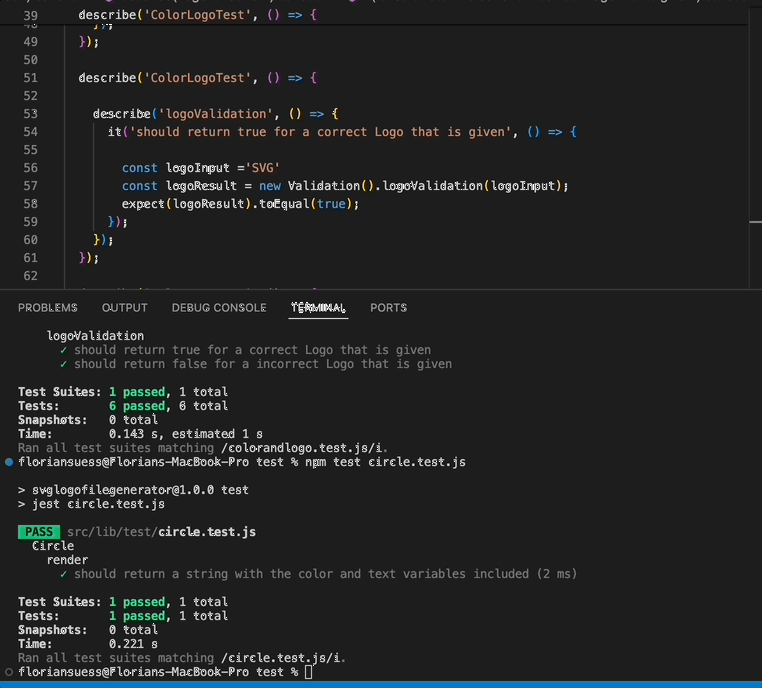 39 describe('ColorLogoTest', () => {
48 });
49 });
50
51 describe('ColorLogoTest', () => {
52
53 describe('logoValidation', () => {
54 it('should return true for a correct Logo that is given', () => {
55
56 const logoInput ='SVG'
57 const logoResult = new Validation().logoValidation(logoInput);
58 expect(logoResult).toEqual(true);
59 });
60 });
61 });
62
PROBLEMS OUTPUT DEBUG CONSOLE TERMINAL PORTS
logoValidation
✓ should return true for a correct Logo that is given
✓ should return false for a incorrect Logo that is given
Test Suites: 1 passed, 1 total
Tests: 6 passed, 6 total
Snapshots: 0 total
Time: 0.143 s, estimated 1 s
Ran all test suites matching /colorandlogo.test.js/i.
floriansuess@Florians-MacBook-Pro test % npm test circle.test.js
> svglogofilegenerator@1.0.0 test
> jest circle.test.js
PASS src/lib/test/circle.test.js
Circle
render
✓ should return a string with the color and text variables included (2 ms)
Test Suites: 1 passed, 1 total
Tests: 1 passed, 1 total
Snapshots: 0 total
Time: 0.221 s
Ran all test suites matching /circle.test.js/i.
floriansuess@Florians-MacBook-Pro test %